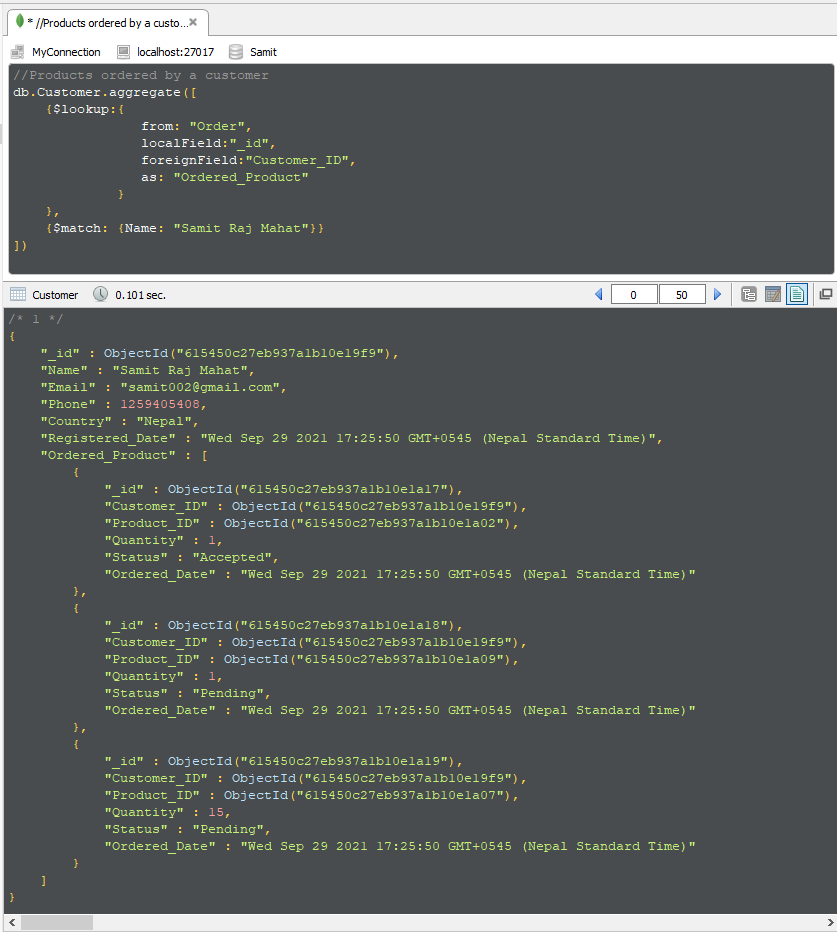 * //Products ordered by a custo...
MyConnection localhost:27017 Samit
//Products ordered by a customer
db.Customer.aggregate([
    {$lookup:{
                from: "Order",
                localField:"_id",
                foreignField:"Customer_ID",
                as: "Ordered_Product"
             }
    },
    {$match: {Name: "Samit Raj Mahat"}}
])
Customer 0.101 sec. 0 50
/* 1 */
{
    "_id" : ObjectId("615450c27eb937a1b10e19f9"),
    "Name" : "Samit Raj Mahat",
    "Email" : "samit002@gmail.com",
    "Phone" : 1259405408,
    "Country" : "Nepal",
    "Registered_Date" : "Wed Sep 29 2021 17:25:50 GMT+0545 (Nepal Standard Time)",
    "Ordered_Product" : [
        {
            "_id" : ObjectId("615450c27eb937a1b10e1a17"),
            "Customer_ID" : ObjectId("615450c27eb937a1b10e19f9"),
            "Product_ID" : ObjectId("615450c27eb937a1b10e1a02"),
            "Quantity" : 1,
            "Status" : "Accepted",
            "Ordered_Date" : "Wed Sep 29 2021 17:25:50 GMT+0545 (Nepal Standard Time)"
        },
        {
            "_id" : ObjectId("615450c27eb937a1b10e1a18"),
            "Customer_ID" : ObjectId("615450c27eb937a1b10e19f9"),
            "Product_ID" : ObjectId("615450c27eb937a1b10e1a09"),
            "Quantity" : 1,
            "Status" : "Pending",
            "Ordered_Date" : "Wed Sep 29 2021 17:25:50 GMT+0545 (Nepal Standard Time)"
        },
        {
            "_id" : ObjectId("615450c27eb937a1b10e1a19"),
            "Customer_ID" : ObjectId("615450c27eb937a1b10e19f9"),
            "Product_ID" : ObjectId("615450c27eb937a1b10e1a07"),
            "Quantity" : 15,
            "Status" : "Pending",
            "Ordered_Date" : "Wed Sep 29 2021 17:25:50 GMT+0545 (Nepal Standard Time)"
        }
    ]
}